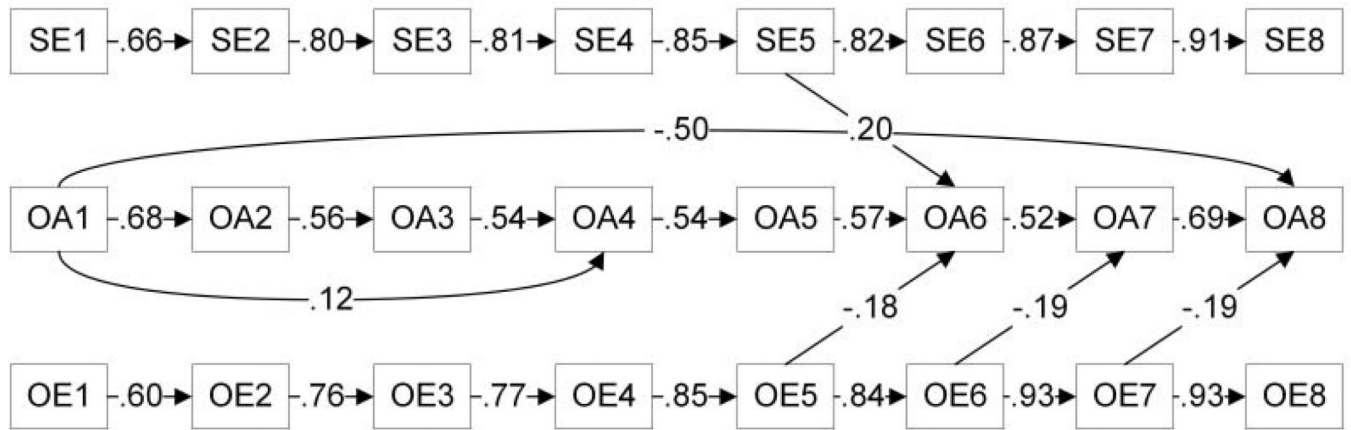 SE1 .66 SE2 .80 SE3 .81 SE4 .85 SE5 .82 SE6 .87 SE7 .91 SE8
-.50 .20
OA1 .68 OA2 .56 OA3 .54 OA4 .54 OA5 .57 OA6 .52 OA7 .69 OA8
.12 -.18 -.19 -.19
OE1 .60 OE2 .76 OE3 .77 OE4 .85 OE5 .84 OE6 .93 OE7 .93 OE8